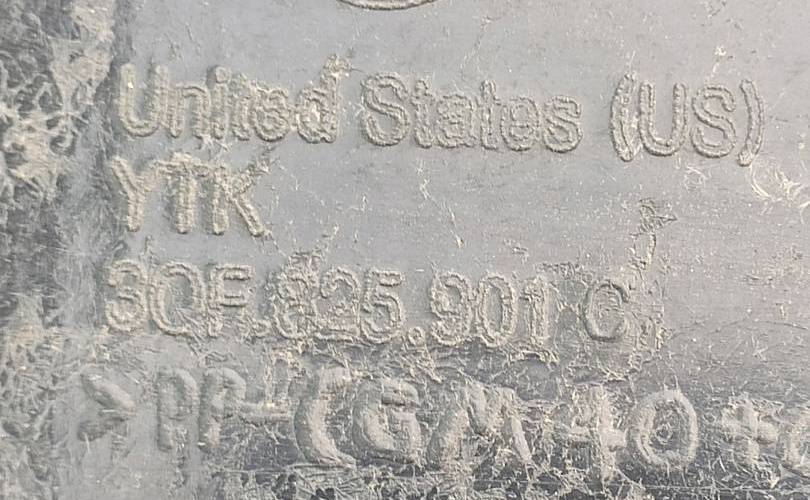 United States (US)
YTK
3QF.825.901 C
>PP-(GM40+